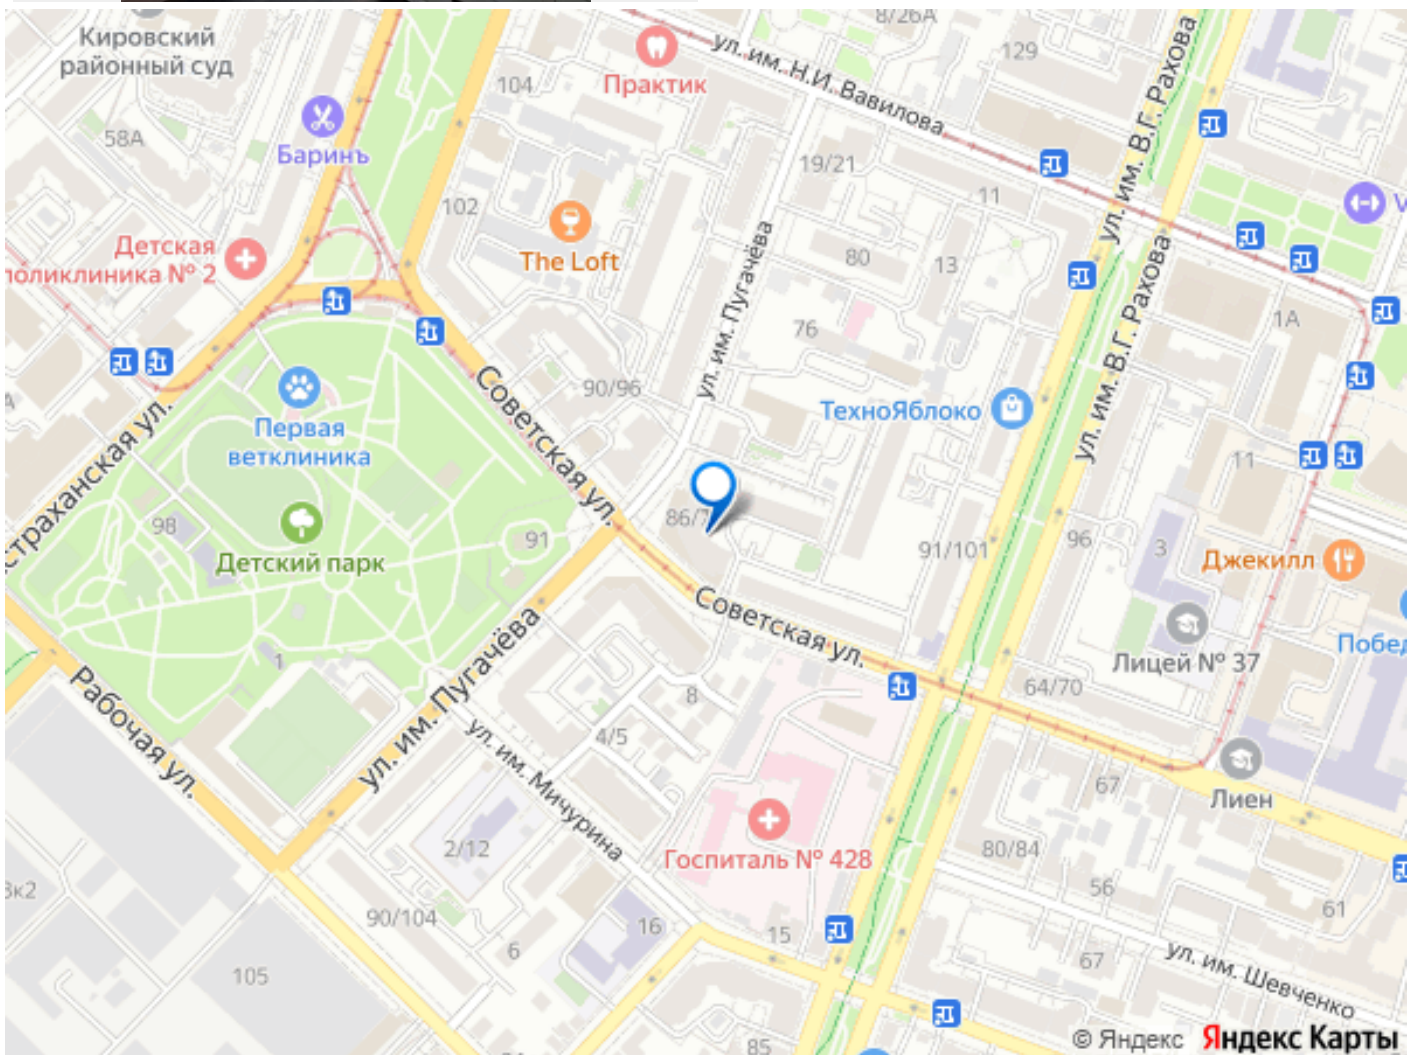 Кировский
районный суд
58А
Баринъ
Детская
поликлиника № 2
104
Практик
8/26А
129
ул. им. Н.И. Вавилова
ул. им. В.Г. Рахова
102
The Loft
19/21
11
80
13
76
ул. им. Пугачёва
ул. им. В.Г. Рахова
1А
V
90/96
Советская ул.
ТехноЯблоко
Первая
ветклиника
98
Детский парк
91
91/101
96
11
3
Джекилл
Лицей № 37
Советская ул.
64/70
1
Рабочая ул.
ул. им. Пугачёва
8
4/5
ул. им. Мичурина
2/12
Госпиталь № 428
67
Лиен
80/84
56
61
3к2
90/104
105
6
16
15
67
ул. им. Шевченко
85
© Яндекс Яндекс Карты